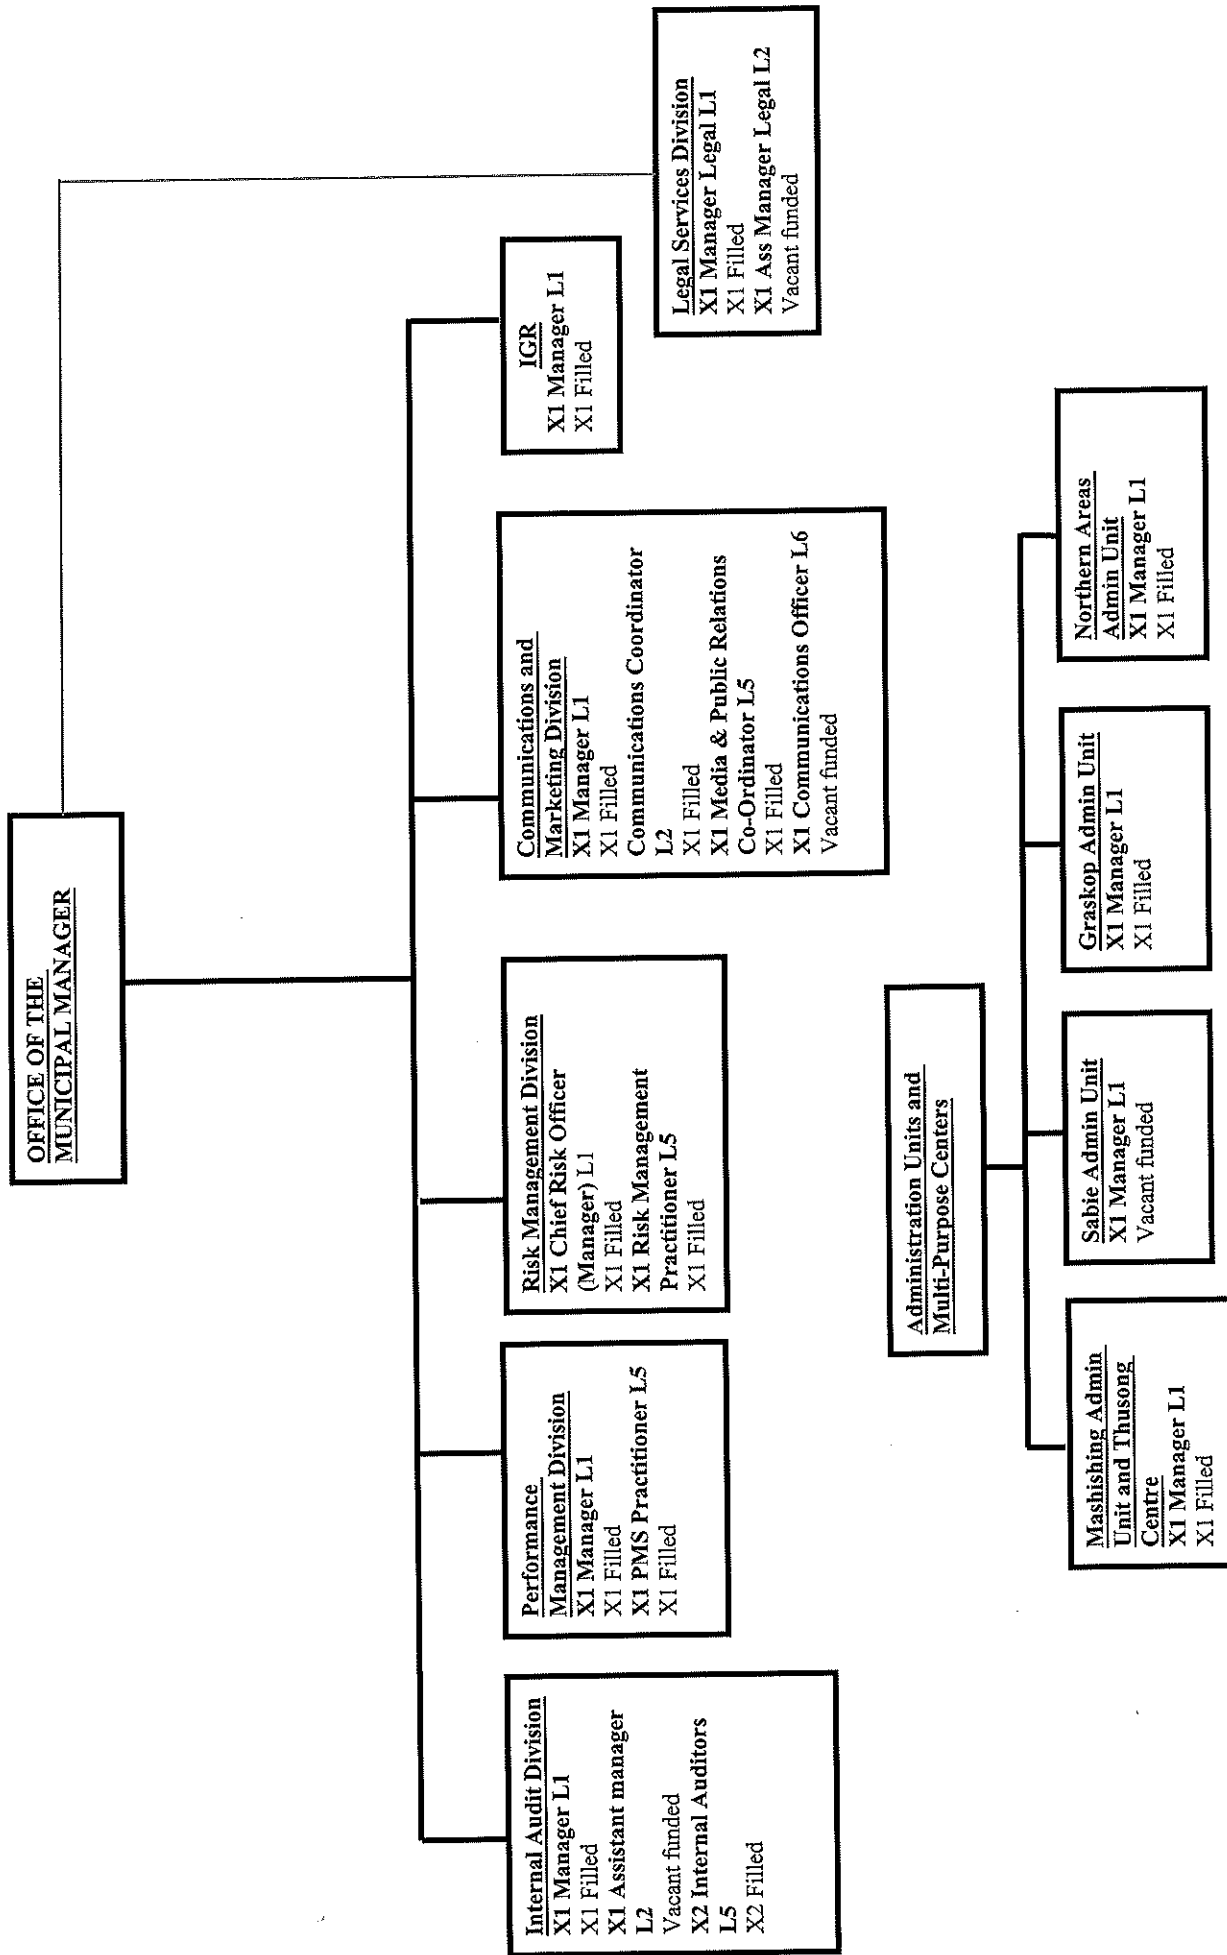 OFFICE OF THE
MUNICIPAL MANAGER
Internal Audit Division
X1 Manager L1
X1 Filled
X1 Assistant manager
L2
Vacant funded
X2 Internal Auditors
L5
X2 Filled
Performance
Management Division
X1 Manager L1
X1 Filled
X1 PMS Practitioner L5
X1 Filled
Risk Management Division
X1 Chief Risk Officer
(Manager) L1
X1 Filled
X1 Risk Management
Practitioner L5
X1 Filled
Communications and
Marketing Division
X1 Manager L1
X1 Filled
Communications Coordinator
L2
X1 Filled
X1 Media & Public Relations
Co-Ordinator L5
X1 Filled
X1 Communications Officer L6
Vacant funded
IGR
X1 Manager L1
X1 Filled
Legal Services Division
X1 Manager Legal L1
X1 Filled
X1 Ass Manager Legal L2
Vacant funded
Administration Units and
Multi-Purpose Centers
Mashishing Admin
Unit and Thusong
Centre
X1 Manager L1
X1 Filled
Sabie Admin Unit
X1 Manager L1
Vacant funded
Graskop Admin Unit
X1 Manager L1
X1 Filled
Northern Areas
Admin Unit
X1 Manager L1
X1 Filled